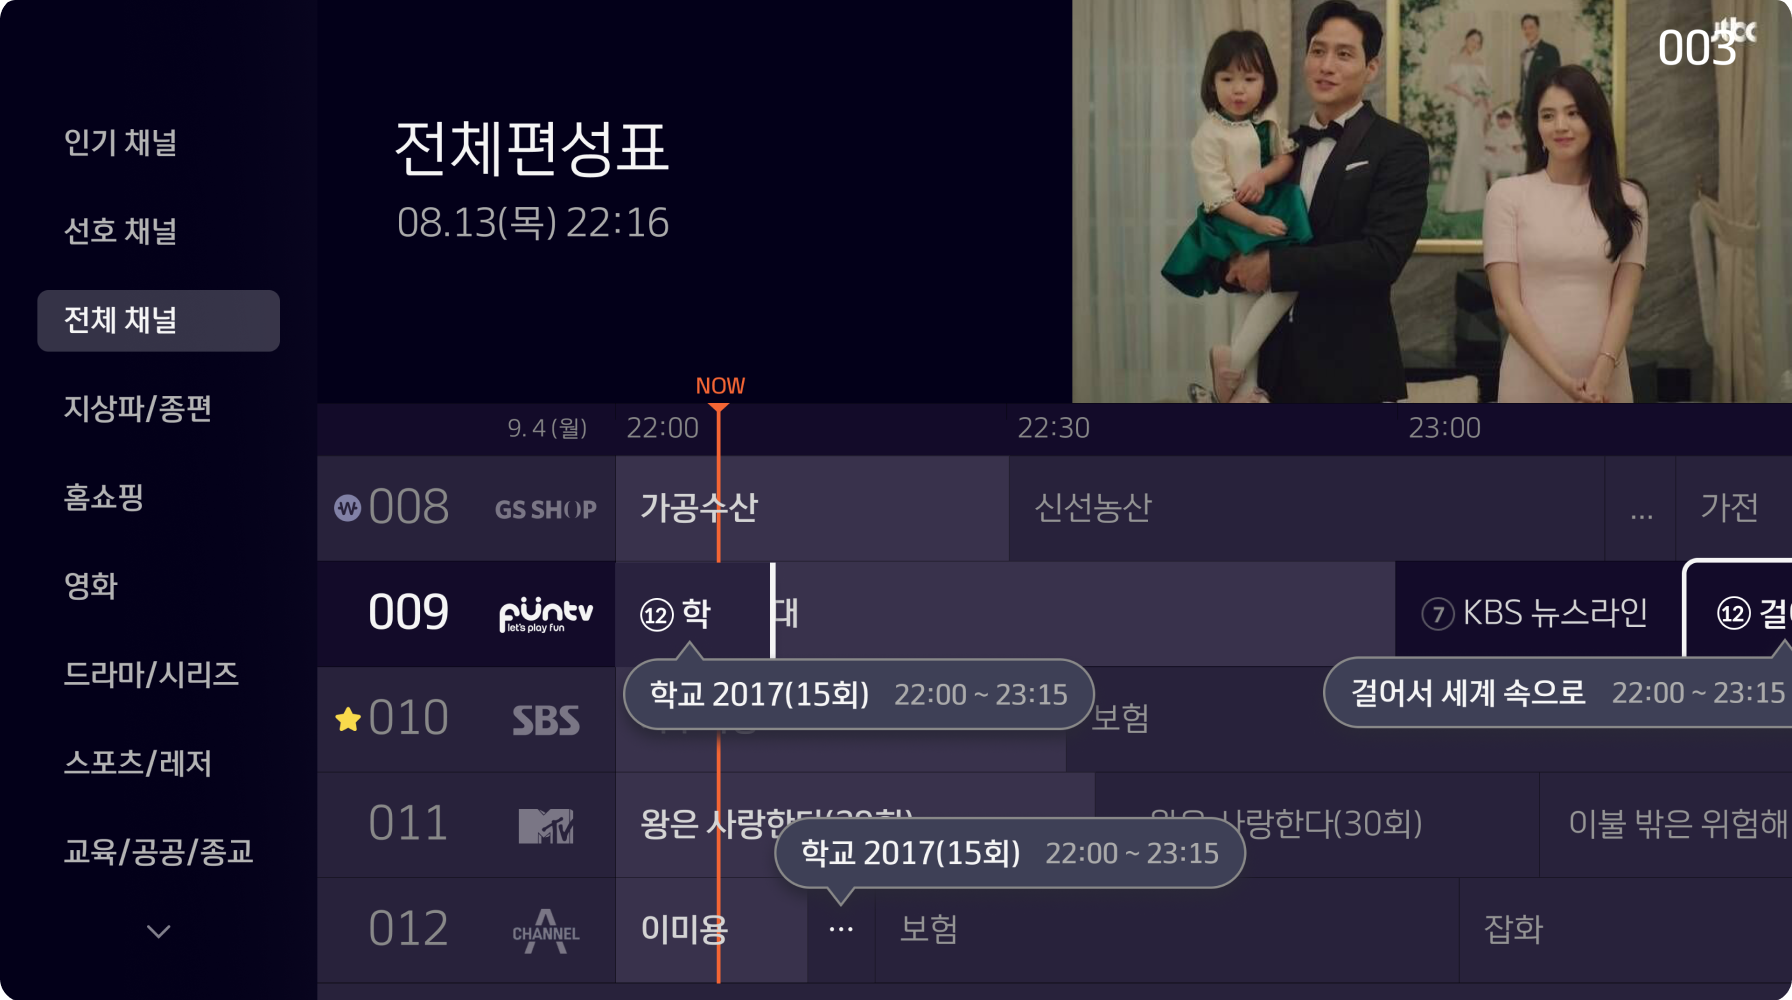 인기 채널
선호 채널
전체 채널
지상파/종편
홈쇼핑
영화
드라마/시리즈
스포츠/레저
교육/공공/종교
전체편성표
08.13(목) 22:16
jtbc
003
NOW
9. 4 (월) 22:00 22:30 23:00
W 008 GS SHOP 가공수산 신선농산 ... 가전
009 funtv let's play fun 12 학 대 7 KBS 뉴스라인 12
학교 2017(15회) 22:00 ~ 23:15
걸어서 세계 속으로 22:00 ~ 23:15
010 SBS 보험
011 MTV 왕은 사랑한다 사랑한다(30회) 이불 밖은 위험해
학교 2017(15회) 22:00 ~ 23:15
012 CHANNEL A 이미용 ... 보험 잡화